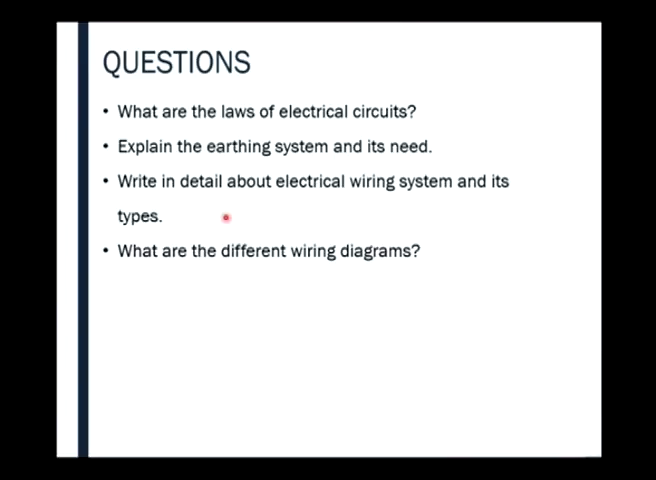 QUESTIONS
• What are the laws of electrical circuits?
• Explain the earthing system and its need.
• Write in detail about electrical wiring system and its
types.
• What are the different wiring diagrams?